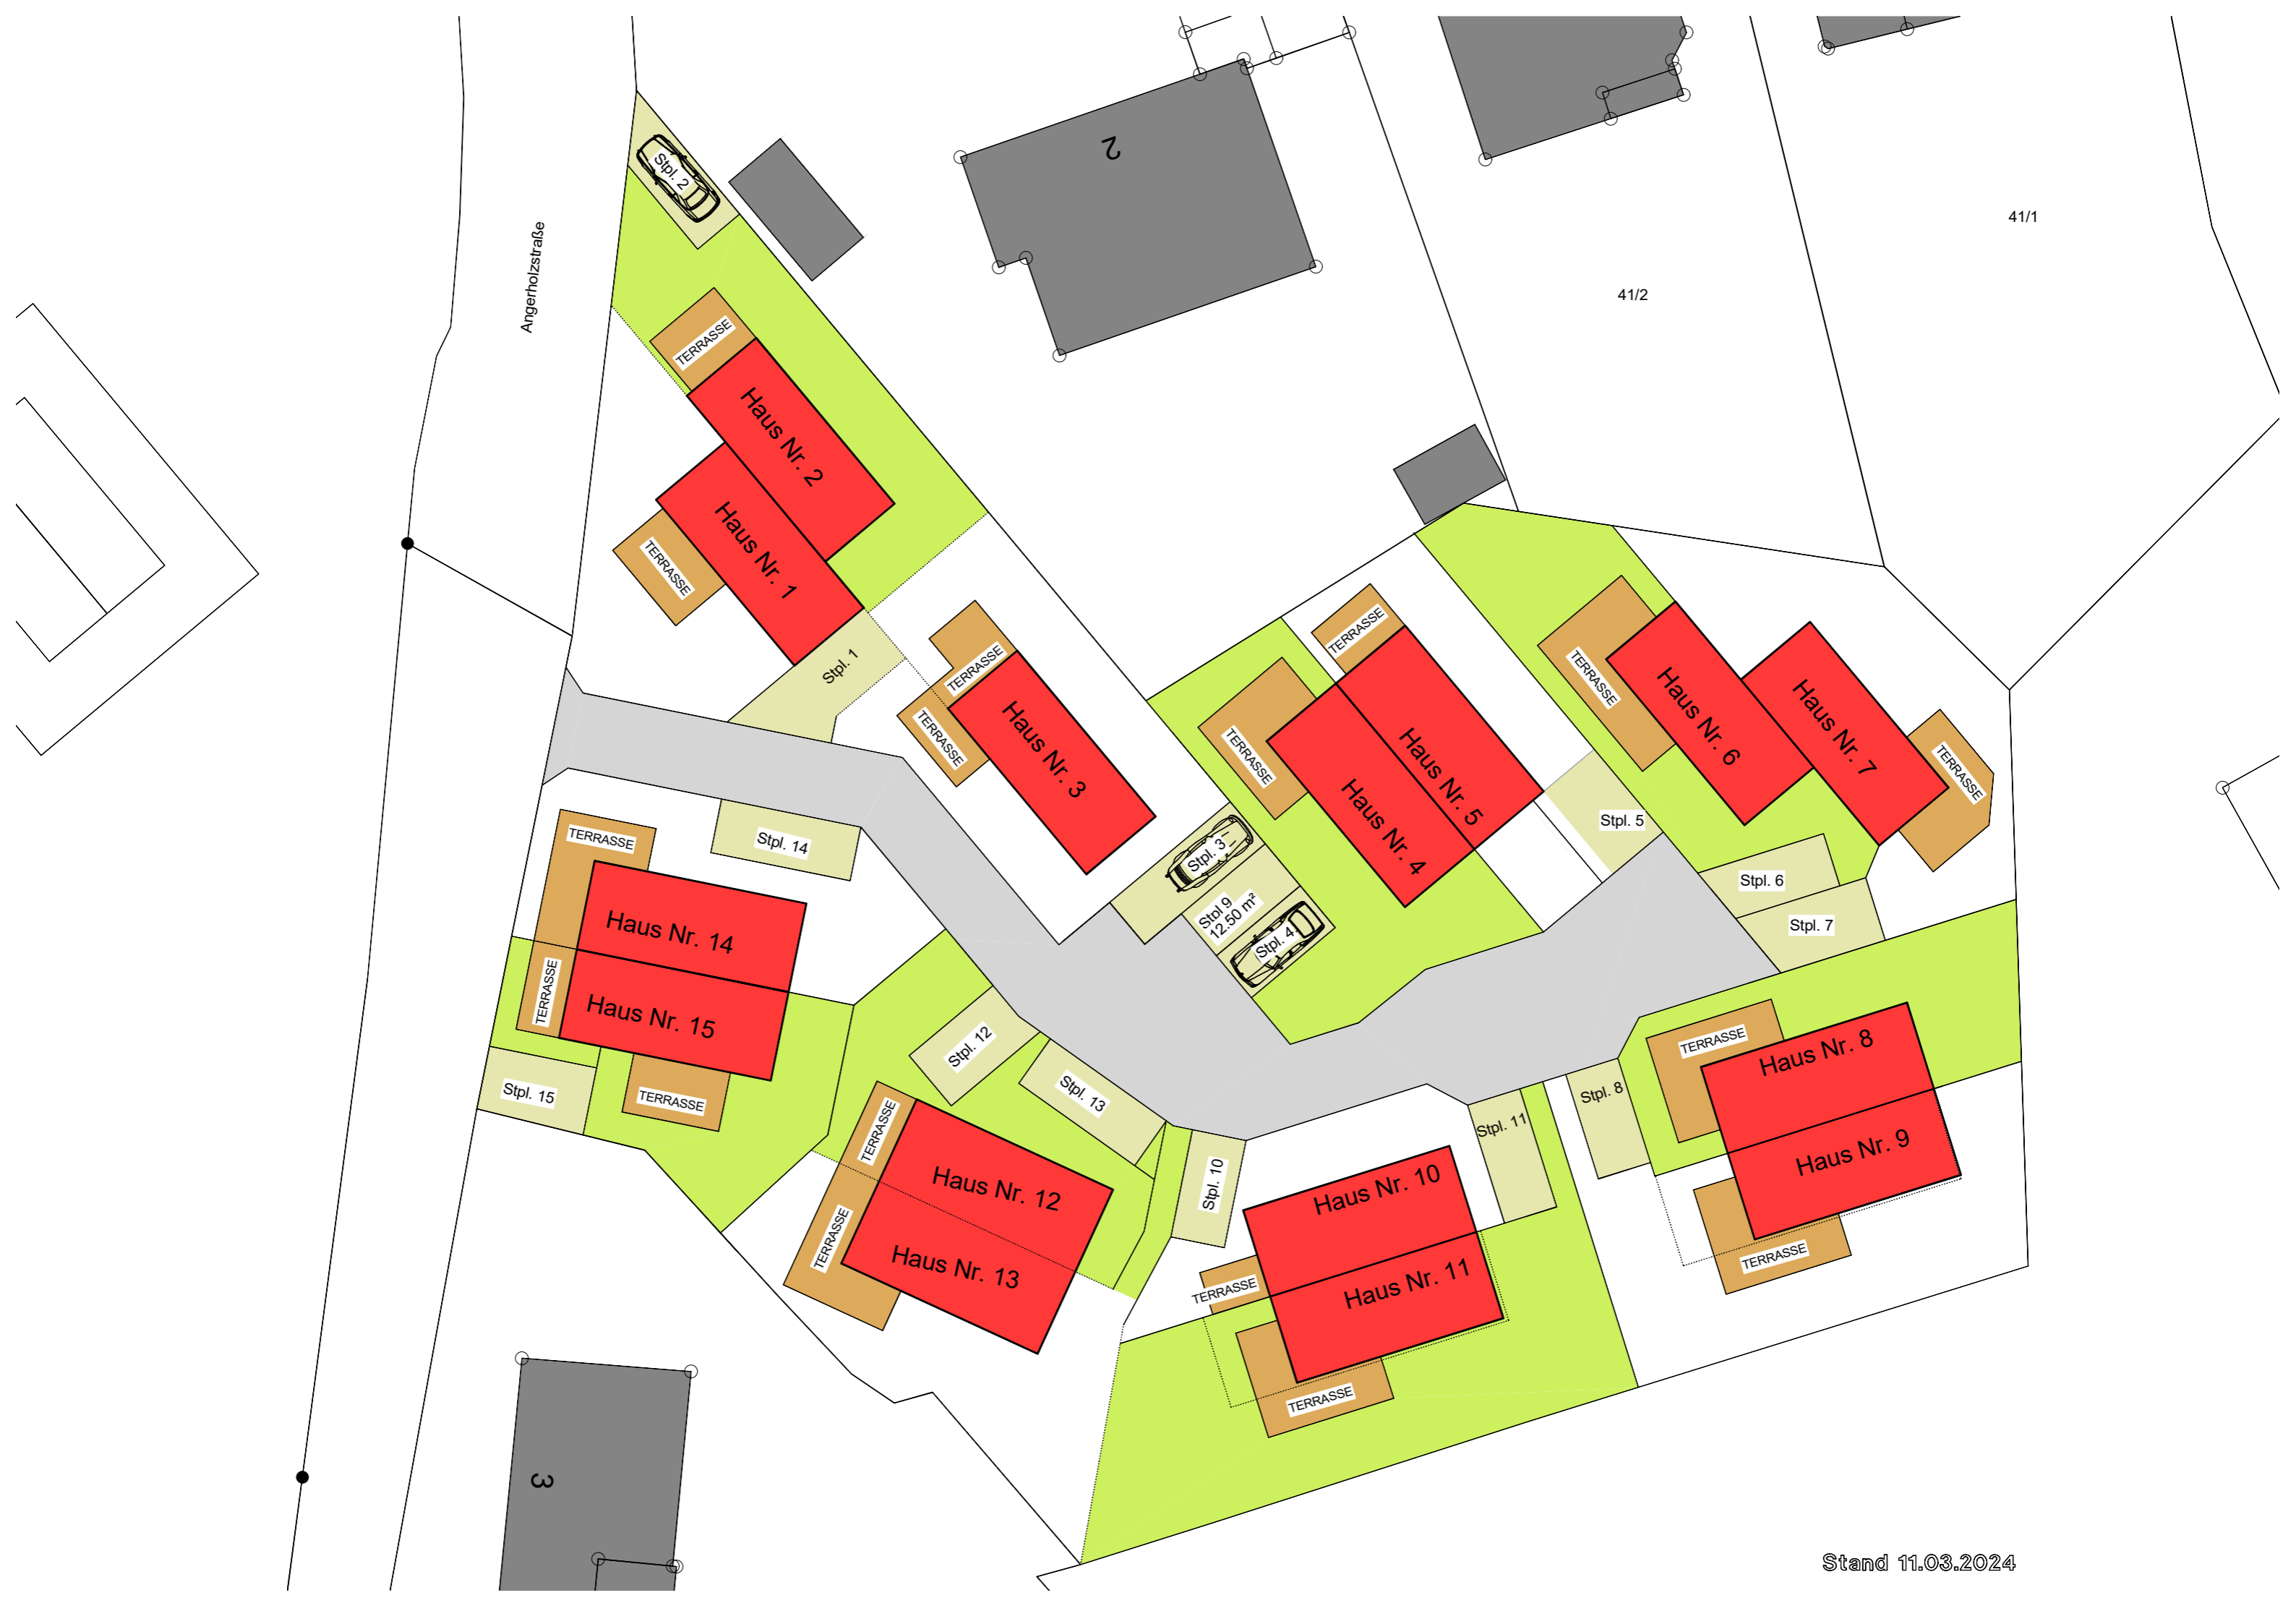 2
41/1
Stpl. 2
Angerholzstraße
41/2
TERRASSE
Haus Nr. 2
Haus Nr. 1
TERRASSE
Stpl. 1
TERRASSE
TERRASSE
Haus Nr. 3
TERRASSE
TERRASSE
Haus Nr. 5
Haus Nr. 4
TERRASSE
Haus Nr. 6
Haus Nr. 7
TERRASSE
Stpl. 5
Stpl. 3
Stpl 9
12.50 m²
Stpl. 4
Stpl. 6
Stpl. 7
TERRASSE
Stpl. 14
Haus Nr. 14
TERRASSE
Haus Nr. 15
Stpl. 15
TERRASSE
Stpl. 12
Stpl. 13
TERRASSE
Haus Nr. 12
TERRASSE
Haus Nr. 13
Stpl. 10
Haus Nr. 10
Stpl. 11
TERRASSE
Haus Nr. 11
TERRASSE
Stpl. 8
TERRASSE
Haus Nr. 8
Haus Nr. 9
TERRASSE
3
Stand 11.03.2024